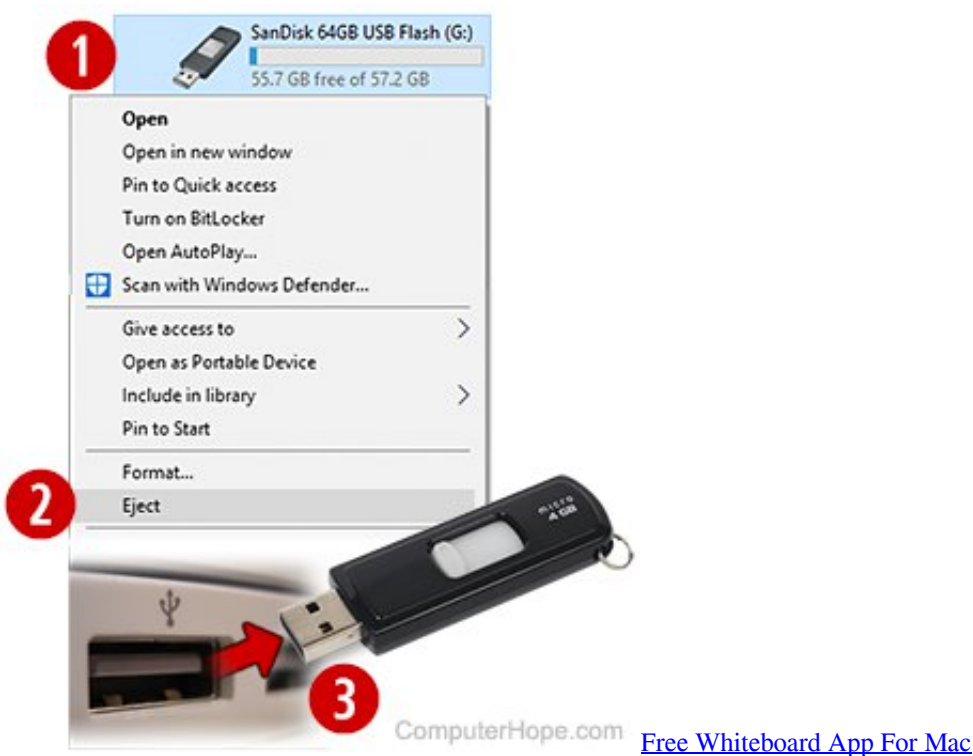 1
SanDisk 64GB USB Flash (G:)
55.7 GB free of 57.2 GB
Open
Open in new window
Pin to Quick access
Turn on BitLocker
Open AutoPlay...
Scan with Windows Defender...
Give access to
Open as Portable Device
Include in library
Pin to Start
Format...
2
Eject
micro
4 GB
3
ComputerHope.com
Free Whiteboard App For Mac